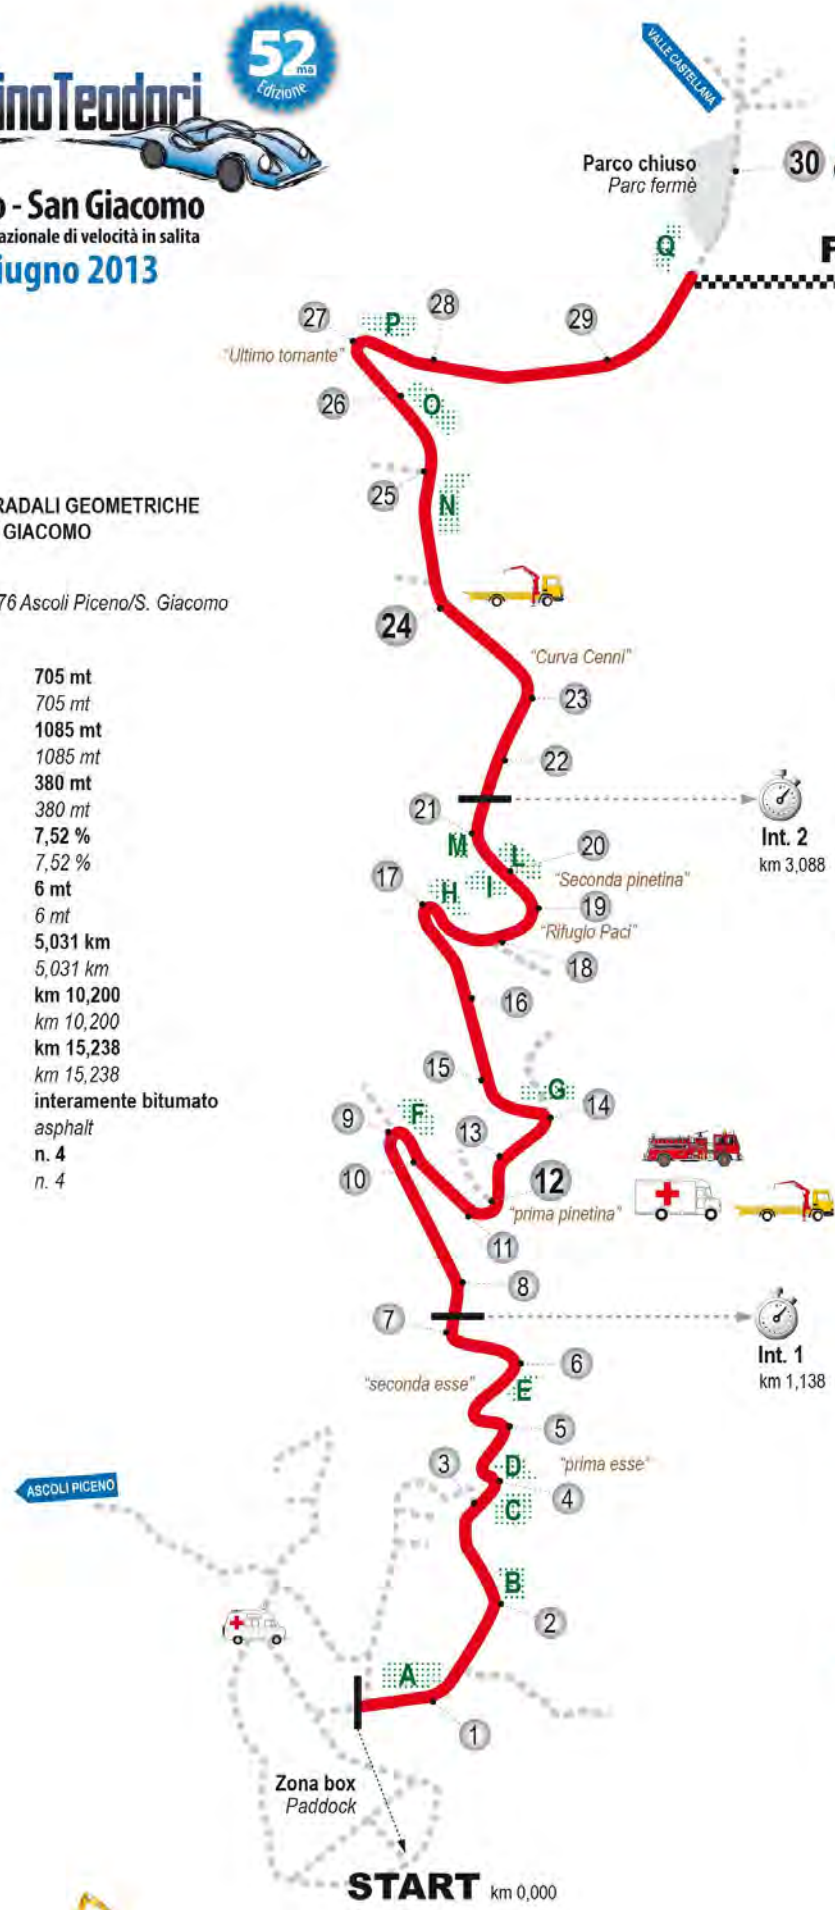 52
ma
Edizione
inoTeodori
o - San Giacomo
azionale di velocità in salita
iugno 2013
VALLE CASTELLANA
Parco chiuso
Parc fermè
30
Q
F
27
P
28
29
"Ultimo tornante"
26
O
25
N
RADALI GEOMETRICHE
GIACOMO
76 Ascoli Piceno/S. Giacomo
24
"Curva Cenni"
23
22
21
Int. 2
km 3,088
M
L
20
"Seconda pinetina"
17
H
I
19
"Rifugio Paci"
18
16
15
G
14
705 mt
705 mt
1085 mt
1085 mt
380 mt
380 mt
7,52 %
7,52 %
6 mt
6 mt
5,031 km
5,031 km
km 10,200
km 10,200
km 15,238
km 15,238
interamente bitumato
asphalt
n. 4
n. 4
9
F
13
10
12
"prima pinetina"
11
8
7
Int. 1
km 1,138
6
"seconda esse"
E
5
3
D
"prima esse"
4
C
ASCOLI PICENO
B
2
A
1
Zona box
Paddock
START km 0,000